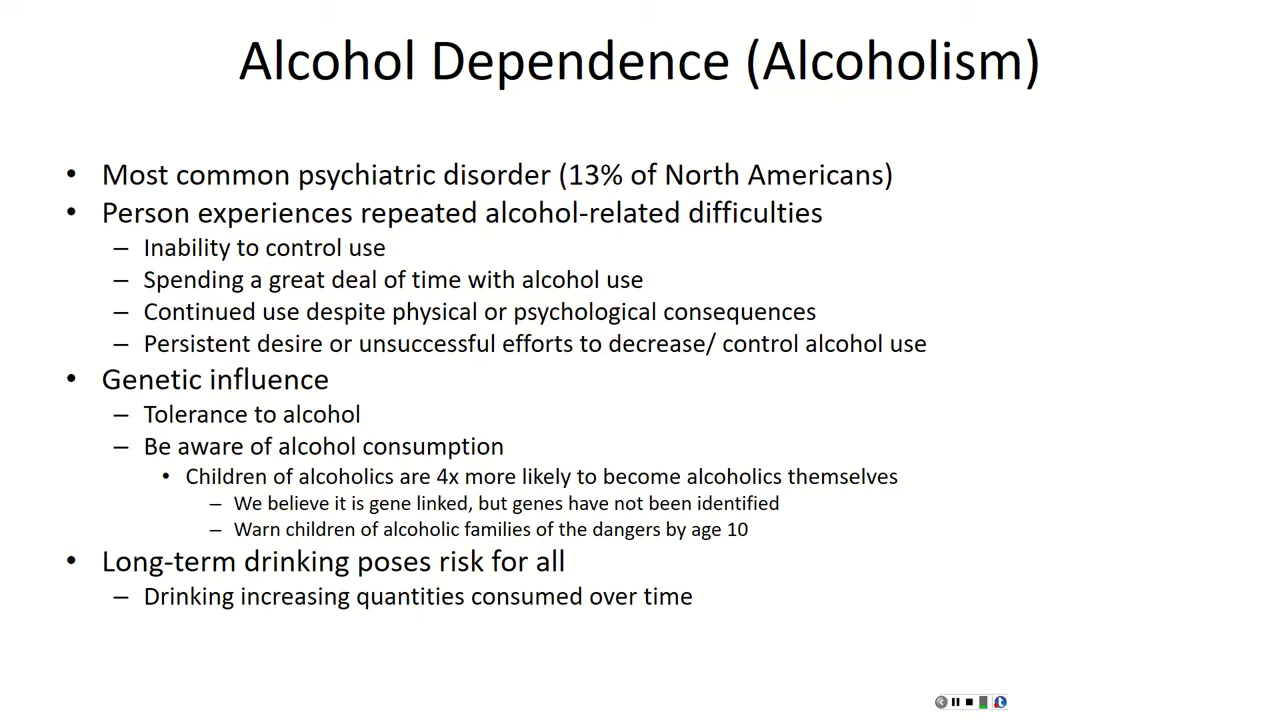 Alcohol Dependence (Alcoholism)
• Most common psychiatric disorder (13% of North Americans)
• Person experiences repeated alcohol-related difficulties
– Inability to control use
– Spending a great deal of time with alcohol use
– Continued use despite physical or psychological consequences
– Persistent desire or unsuccessful efforts to decrease/ control alcohol use
• Genetic influence
– Tolerance to alcohol
– Be aware of alcohol consumption
• Children of alcoholics are 4x more likely to become alcoholics themselves
– We believe it is gene linked, but genes have not been identified
– Warn children of alcoholic families of the dangers by age 10
• Long-term drinking poses risk for all
– Drinking increasing quantities consumed over time